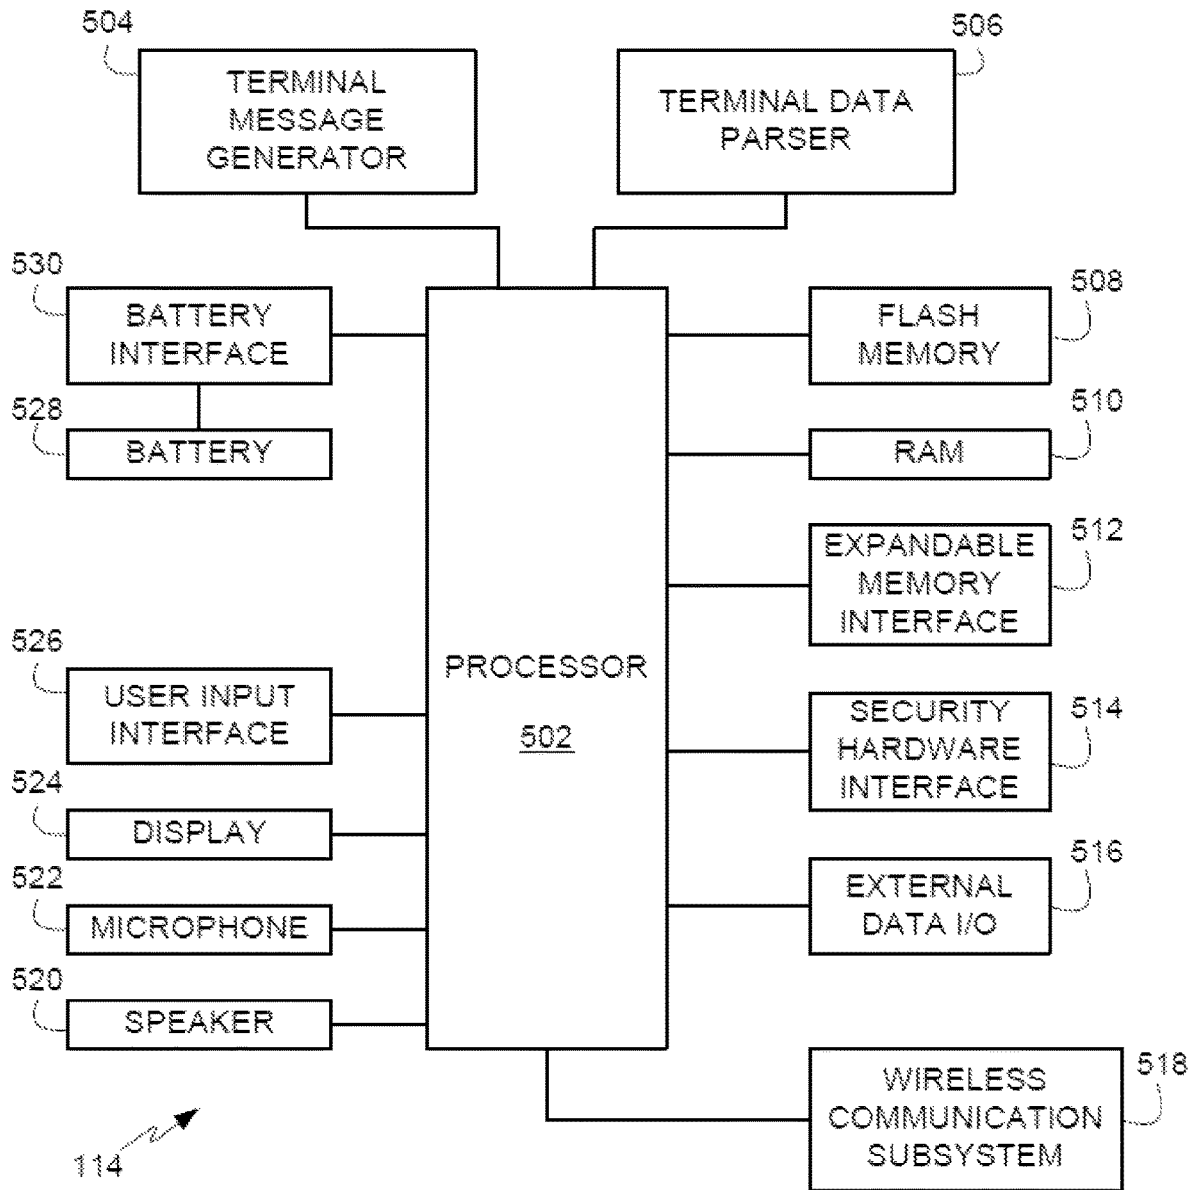 504
TERMINAL
MESSAGE
GENERATOR
506
TERMINAL DATA
PARSER
530
BATTERY
INTERFACE
528
BATTERY
526
USER INPUT
INTERFACE
524
DISPLAY
522
MICROPHONE
520
SPEAKER
PROCESSOR
502
508
FLASH
MEMORY
510
RAM
512
EXPANDABLE
MEMORY
INTERFACE
514
SECURITY
HARDWARE
INTERFACE
516
EXTERNAL
DATA I/O
518
WIRELESS
COMMUNICATION
SUBSYSTEM
114